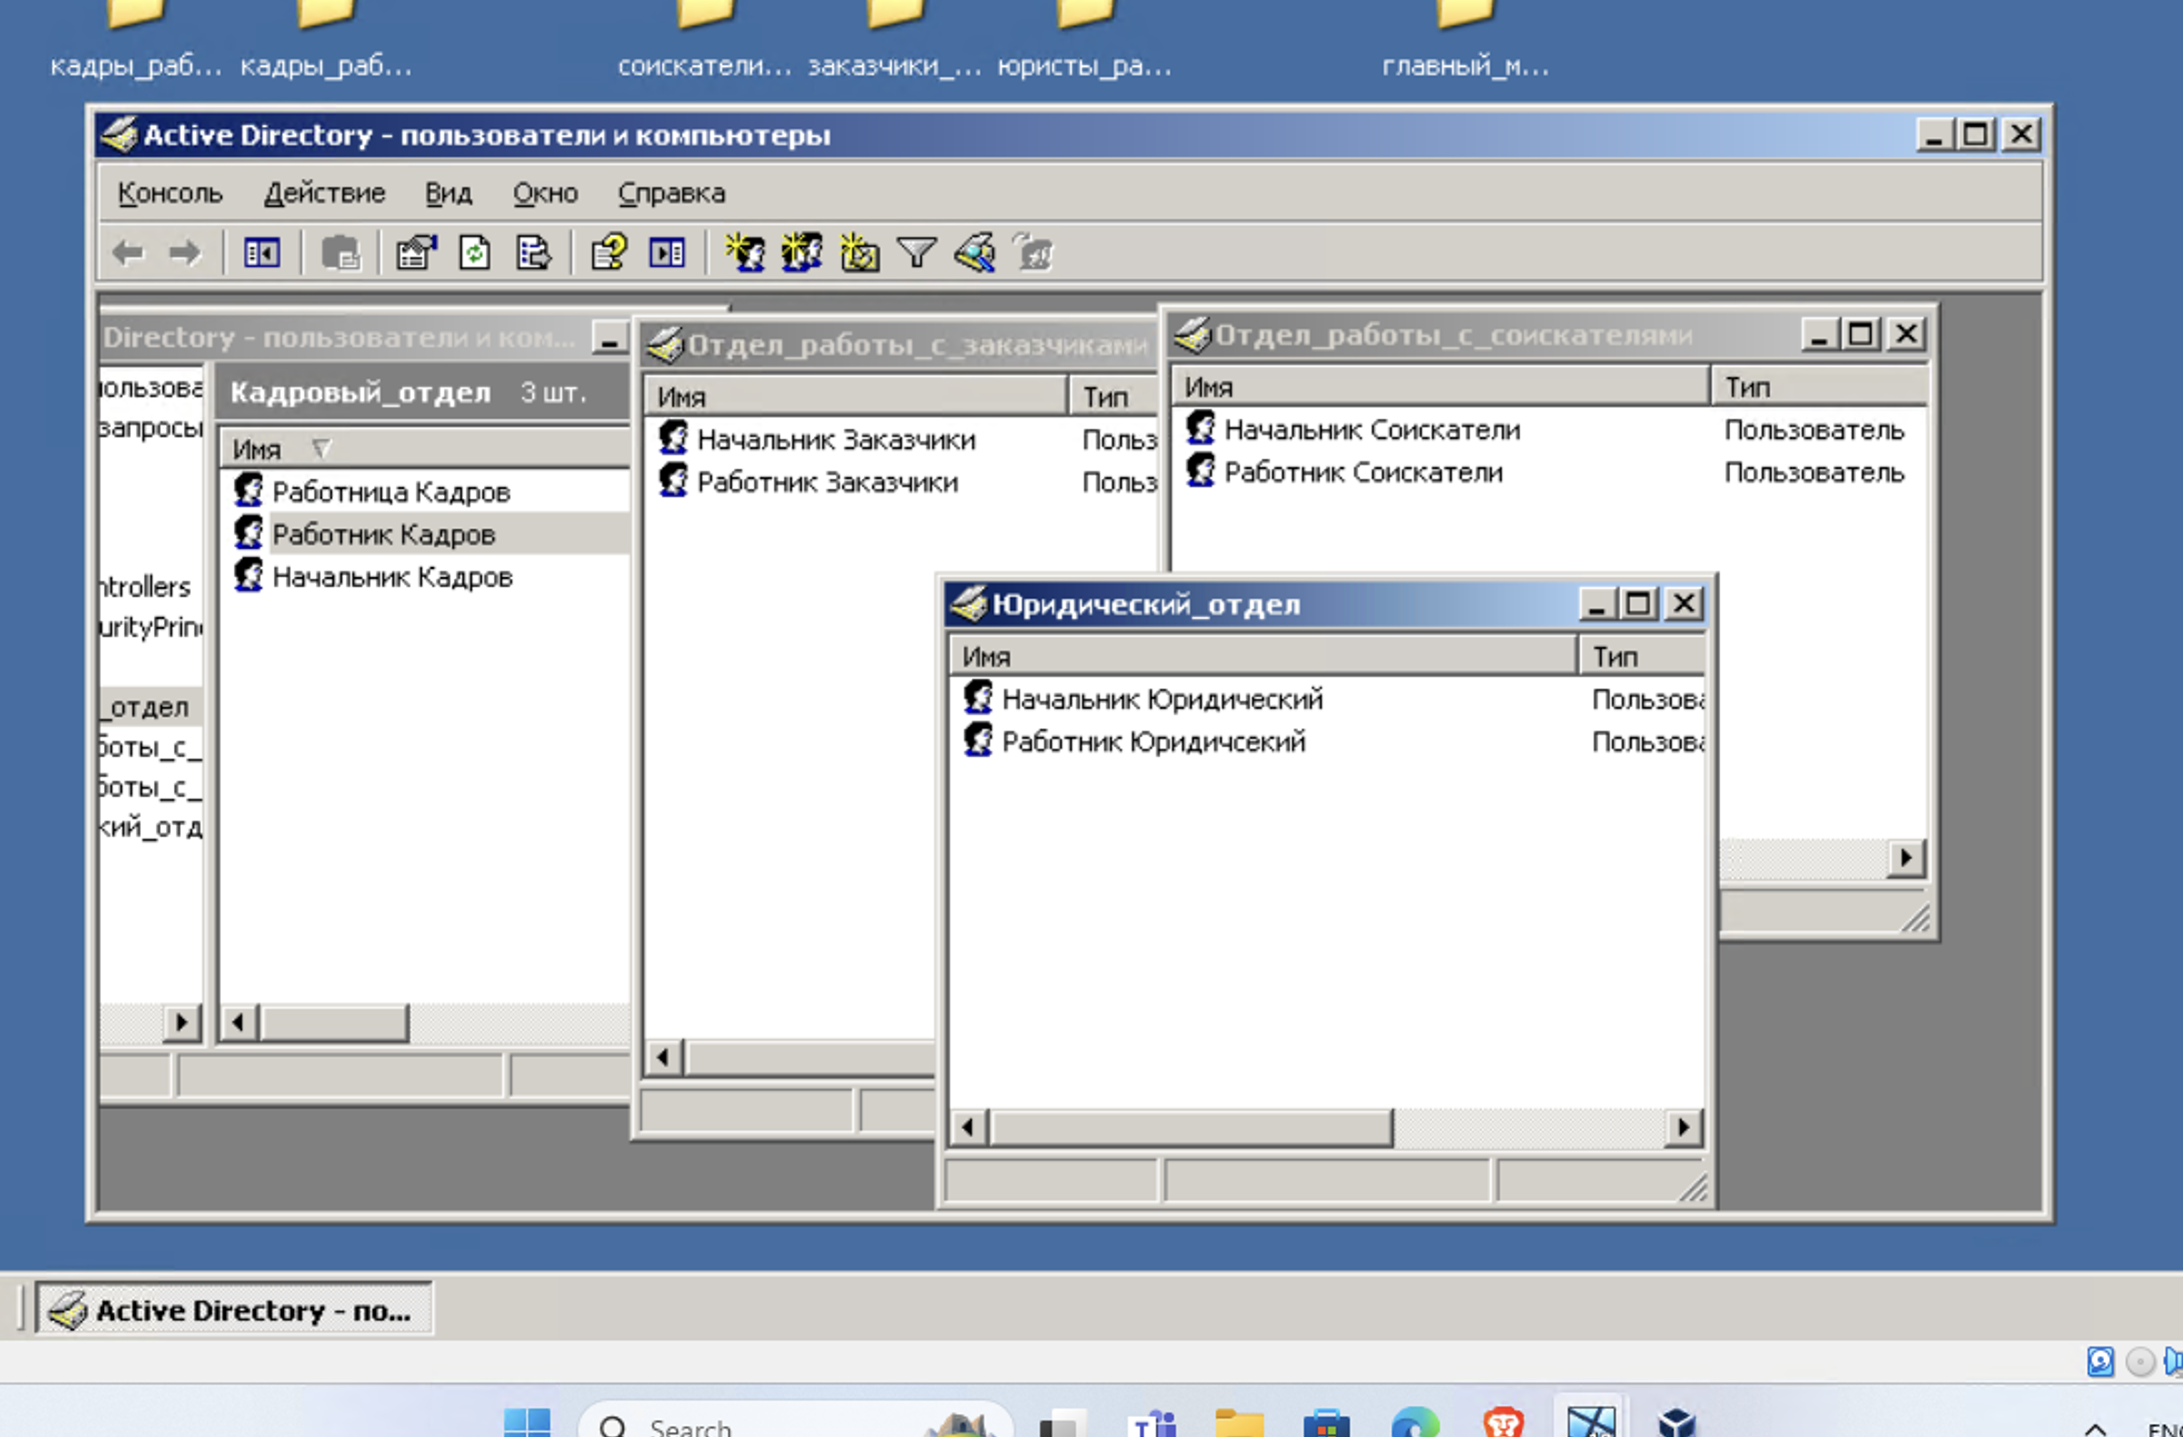 кадры_раб... кадры_раб... соискатели... заказчики_... юристы_ра... главный_м...
Active Directory - пользователи и компьютеры
Консоль Действие Вид Окно Справка
Directory - пользователи и ком...
ользова
запросы
ntrollers
urityPrin
_отдел
боты_с_
боты_с_
кий_отд
Кадровый_отдел 3 шт.
Имя
Работница Кадров
Работник Кадров
Начальник Кадров
Отдел_работы_с_заказчиками
Имя Тип
Начальник Заказчики Польз
Работник Заказчики Польз
Отдел_работы_с_соискателями
Имя Тип
Начальник Соискатели Пользователь
Работник Соискатели Пользователь
Юридический_отдел
Имя Тип
Начальник Юридический Пользова
Работник Юридичсекий Пользова
Active Directory - по...
Search
ENG